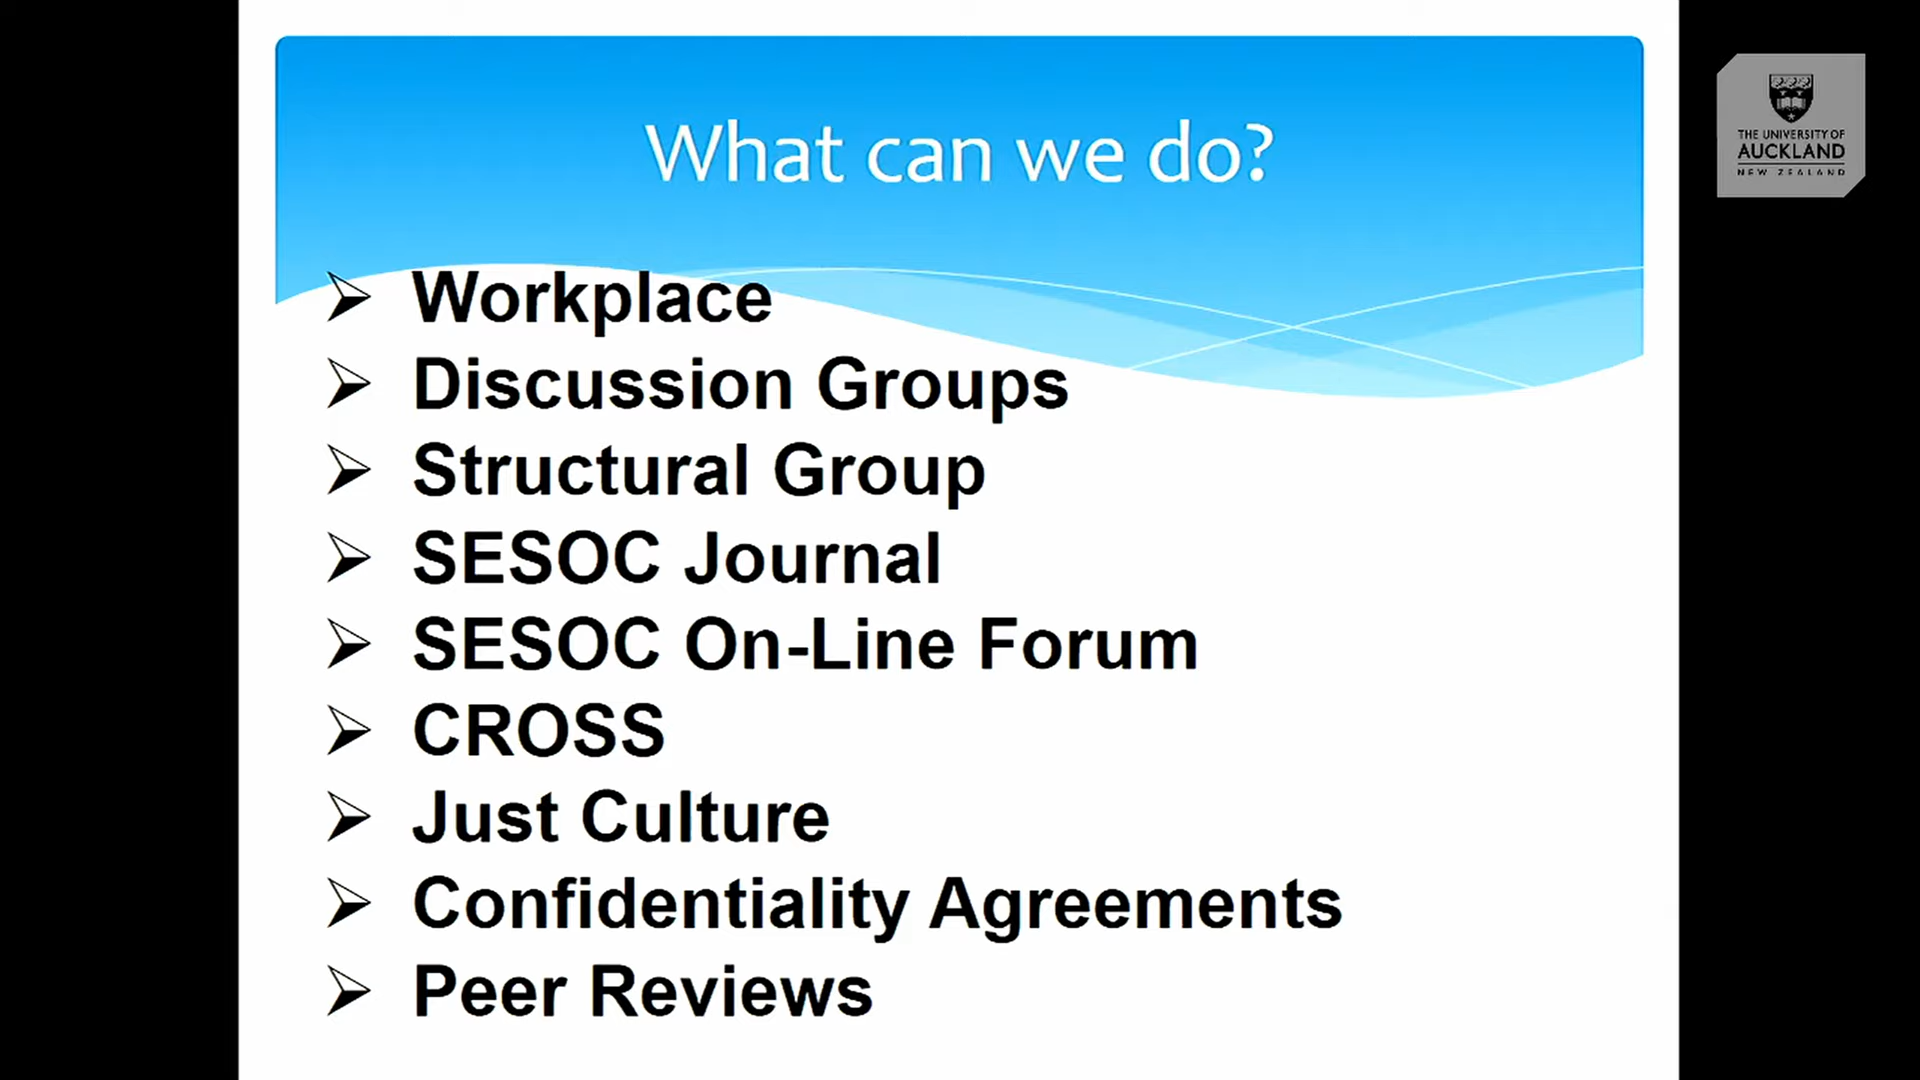 What can we do?
Workplace
Discussion Groups
Structural Group
SESOC Journal
SESOC On-Line Forum
CROSS
Just Culture
Confidentiality Agreements
Peer Reviews
THE UNIVERSITY OF
AUCKLAND
NEW ZEALAND